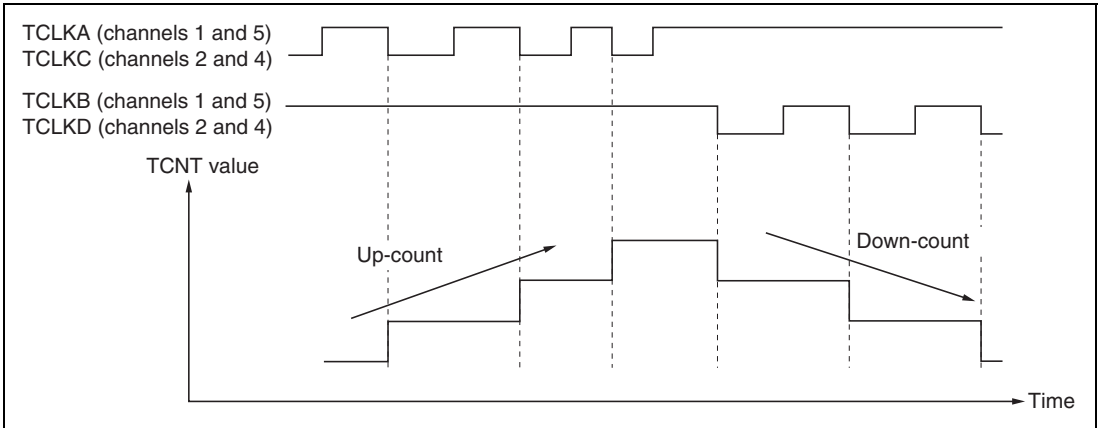 TCLKA (channels 1 and 5)
TCLKC (channels 2 and 4)
TCLKB (channels 1 and 5)
TCLKD (channels 2 and 4)
TCNT value
Up-count
Down-count
Time